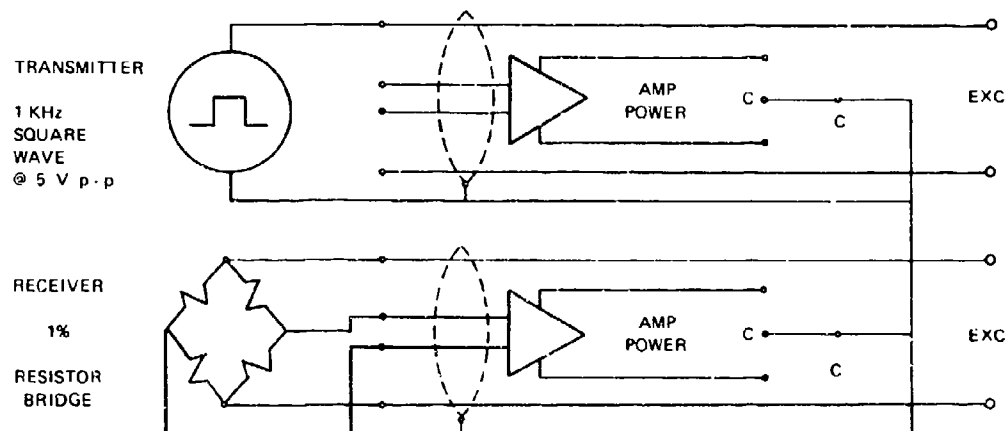 TRANSMITTER
1 KHz
SQUARE
WAVE
@ 5 V p-p
AMP
POWER
C
C
EXC
RECEIVER
1%
RESISTOR
BRIDGE
AMP
POWER
C
C
EXC